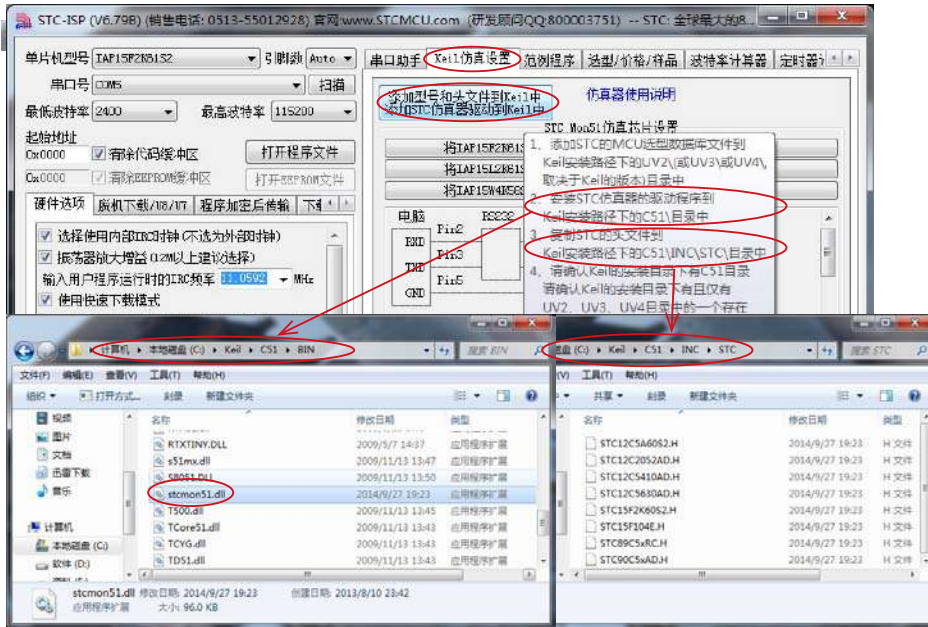 STC-ISP (V6.79B) (销售电话: 0513-55012928) 官网:www.STCMCU.com (研发顾问QQ:800003751) -- STC: 全球最大的8...
单片机型号 IAP15F2K61S2 引脚数 Auto
串口号 COM5 扫描
最低波特率 2400 最高波特率 115200
起始地址
0x0000 清除代码缓冲区 打开程序文件
0x0000 清除EEPROM缓冲区 打开EEPROM文件
硬件选项 脱机下载/U8/U7 程序加密后传输
选择使用内部IRC时钟(不选为外部时钟)
振荡器放大增益(12M以上建议选择)
输入用户程序运行时的IRC频率 11.0592 MHz
使用快速下载模式
串口助手 Keil仿真设置 范例程序 选型/价格/样品 波特率计算器 定时器
添加型号和头文件到Keil中
添加STC仿真器驱动到Keil中
仿真器使用说明
STC Mon51仿真芯片设置
将IAP15F2K61S
将IAP15L2K61S
将IAP15W4K58S
电脑 RS232
Pin2
RXD
Pin3
TXD
Pin5
GND
1、添加STC的MCU选型数据库文件到
Keil安装路径下的UV2\(或UV3\或UV4\,
取决于Keil的版本)目录中
2、安装STC仿真器的驱动程序到
Keil安装路径下的C51\目录中
3、复制STC的头文件到
Keil安装路径下的C51\INC\STC\目录中
4、请确认Keil的安装目录下有C51目录
请确认Keil的安装目录下有且仅有
UV2、UV3、UV4目录中的一个存在
计算机 本地磁盘 (C:) Keil C51 BIN
搜索 BIN
文件(F) 编辑(E) 查看(V) 工具(T) 帮助(H)
组织 打开方式... 刻录 新建文件夹
名称 修改日期 类型
视频
图片
文档
迅雷下载
音乐
计算机
本地磁盘 (C:)
软件 (D:)
RTXTINY.DLL 2009/5/7 14:37 应用程序扩展
s51mx.dll 2009/11/13 13:47 应用程序扩展
S8051.DLL 2009/11/13 13:50 应用程序扩展
stcmon51.dll 2014/9/27 19:23 应用程序扩展
T500.dll 2009/11/13 13:45 应用程序扩展
TCore51.dll 2009/11/13 13:43 应用程序扩展
TCYG.dll 2009/11/13 13:43 应用程序扩展
TD51.dll 2009/11/13 13:43 应用程序扩展
stcmon51.dll 修改日期: 2014/9/27 19:23 创建日期: 2013/8/10 23:42
应用程序扩展 大小: 96.0 KB
磁盘 (C:) Keil C51 INC STC
搜索 STC
(V) 工具(T) 帮助(H)
共享 刻录 新建文件夹
名称 修改日期 类型
STC12C5A60S2.H 2014/9/27 19:23 H 文件
STC12C2052AD.H 2014/9/27 19:23 H 文件
STC12C5410AD.H 2014/9/27 19:23 H 文件
STC12C5630AD.H 2014/9/27 19:23 H 文件
STC15F2K60S2.H 2014/9/27 19:23 H 文件
STC15F104E.H 2014/9/27 19:23 H 文件
STC89C5xRC.H 2014/9/27 19:23 H 文件
STC90C5xAD.H 2014/9/27 19:23 H 文件